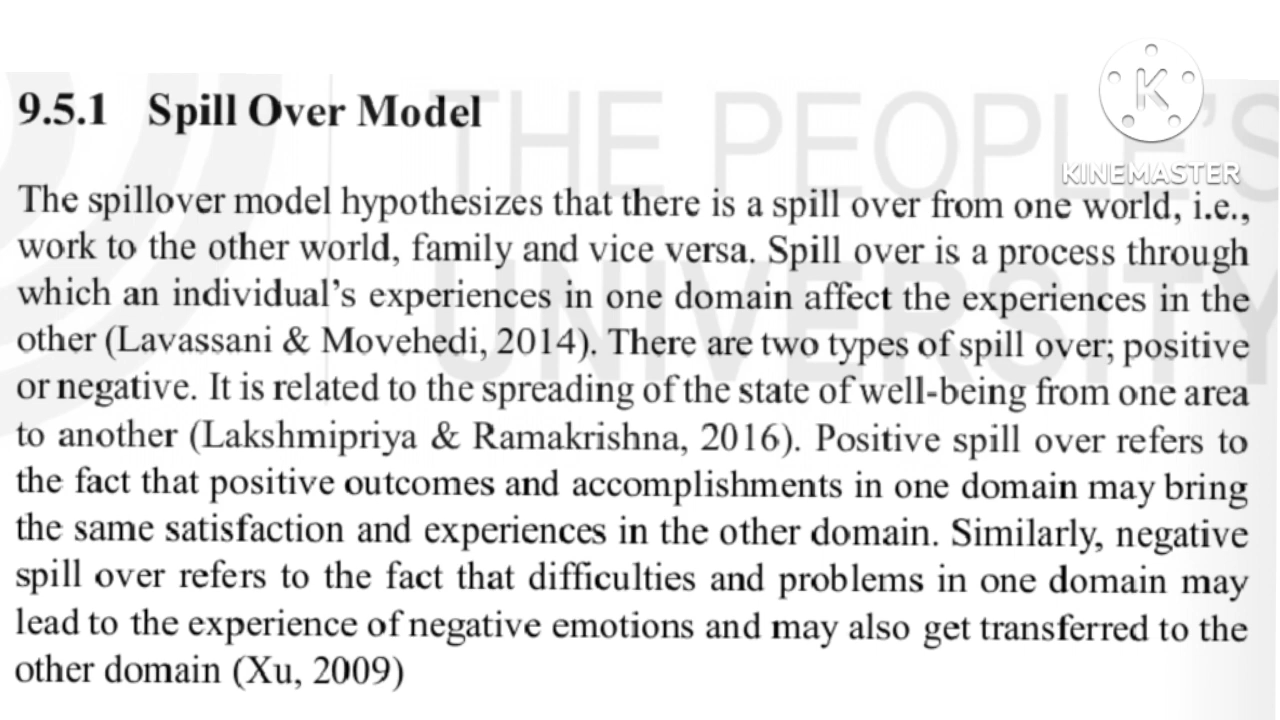 THE PEOPLE'S
UNIVERSITY
KINEMASTER
9.5.1 Spill Over Model
The spillover model hypothesizes that there is a spill over from one world, i.e.,
work to the other world, family and vice versa. Spill over is a process through
which an individual's experiences in one domain affect the experiences in the
other (Lavassani & Movehedi, 2014). There are two types of spill over; positive
or negative. It is related to the spreading of the state of well-being from one area
to another (Lakshmipriya & Ramakrishna, 2016). Positive spill over refers to
the fact that positive outcomes and accomplishments in one domain may bring
the same satisfaction and experiences in the other domain. Similarly, negative
spill over refers to the fact that difficulties and problems in one domain may
lead to the experience of negative emotions and may also get transferred to the
other domain (Xu, 2009)